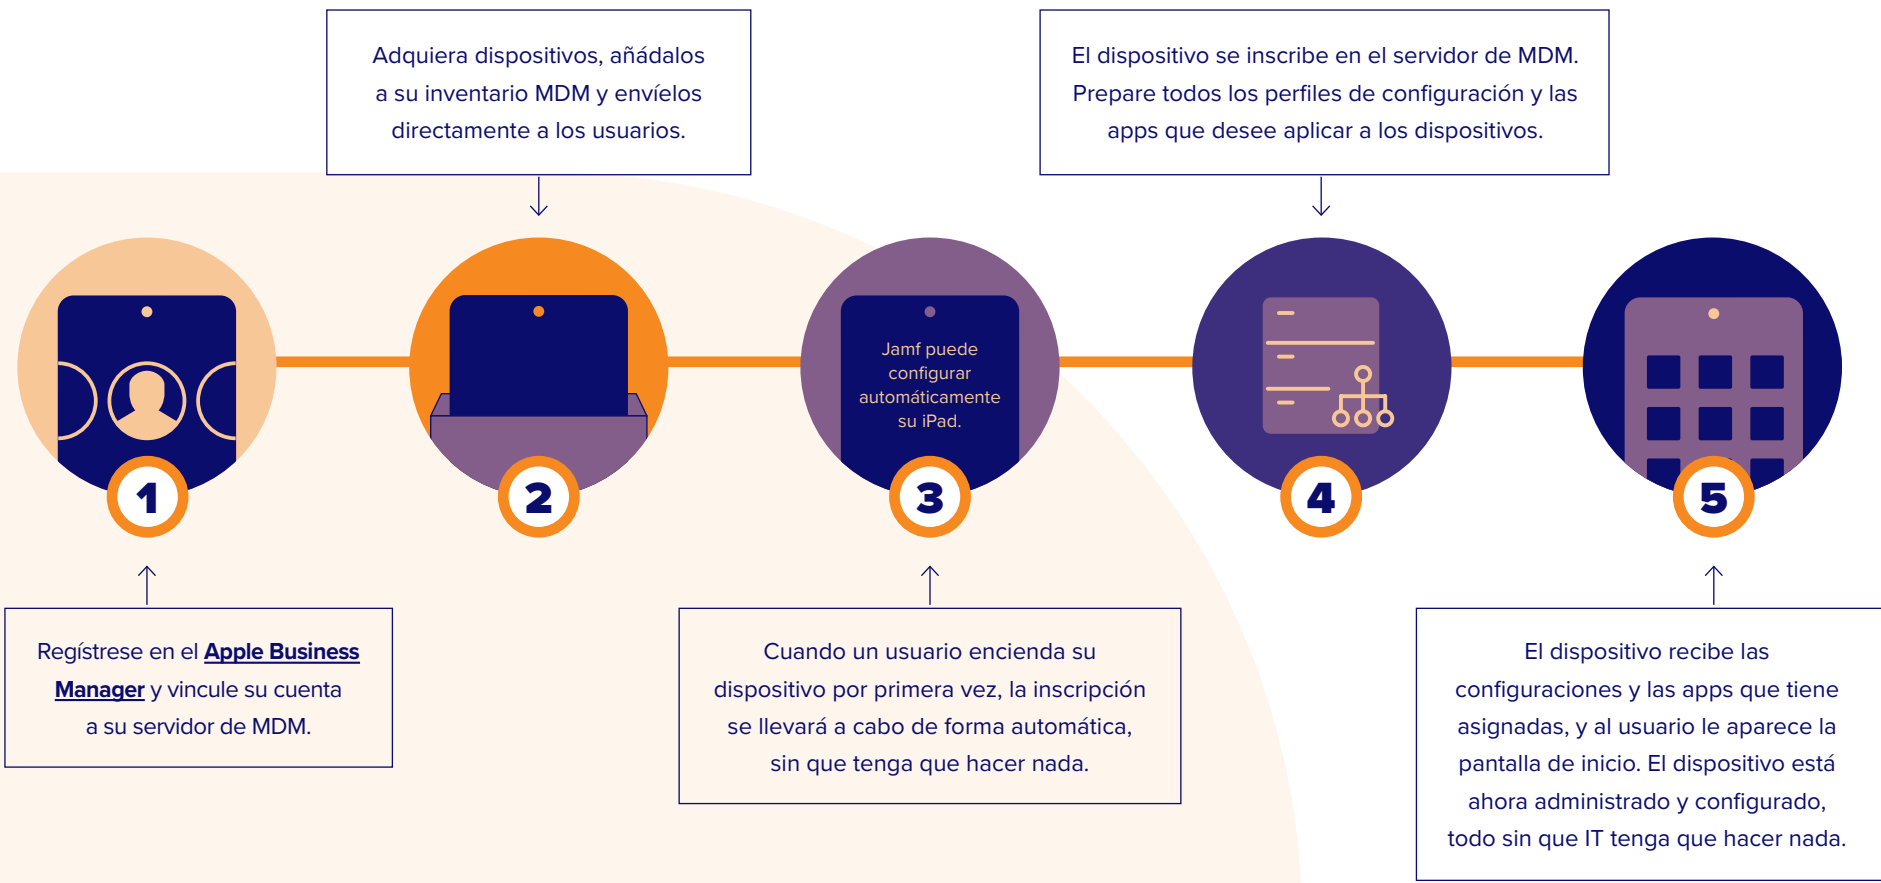 Adquiera dispositivos, añádalos
a su inventario MDM y envíelos
directamente a los usuarios.
El dispositivo se inscribe en el servidor de MDM.
Prepare todos los perfiles de configuración y las
apps que desee aplicar a los dispositivos.
Jamf puede
configurar
automáticamente
su iPad.
1
2
3
4
5
Regístrese en el Apple Business
Manager y vincule su cuenta
a su servidor de MDM.
Cuando un usuario encienda su
dispositivo por primera vez, la inscripción
se llevará a cabo de forma automática,
sin que tenga que hacer nada.
El dispositivo recibe las
configuraciones y las apps que tiene
asignadas, y al usuario le aparece la
pantalla de inicio. El dispositivo está
ahora administrado y configurado,
todo sin que IT tenga que hacer nada.